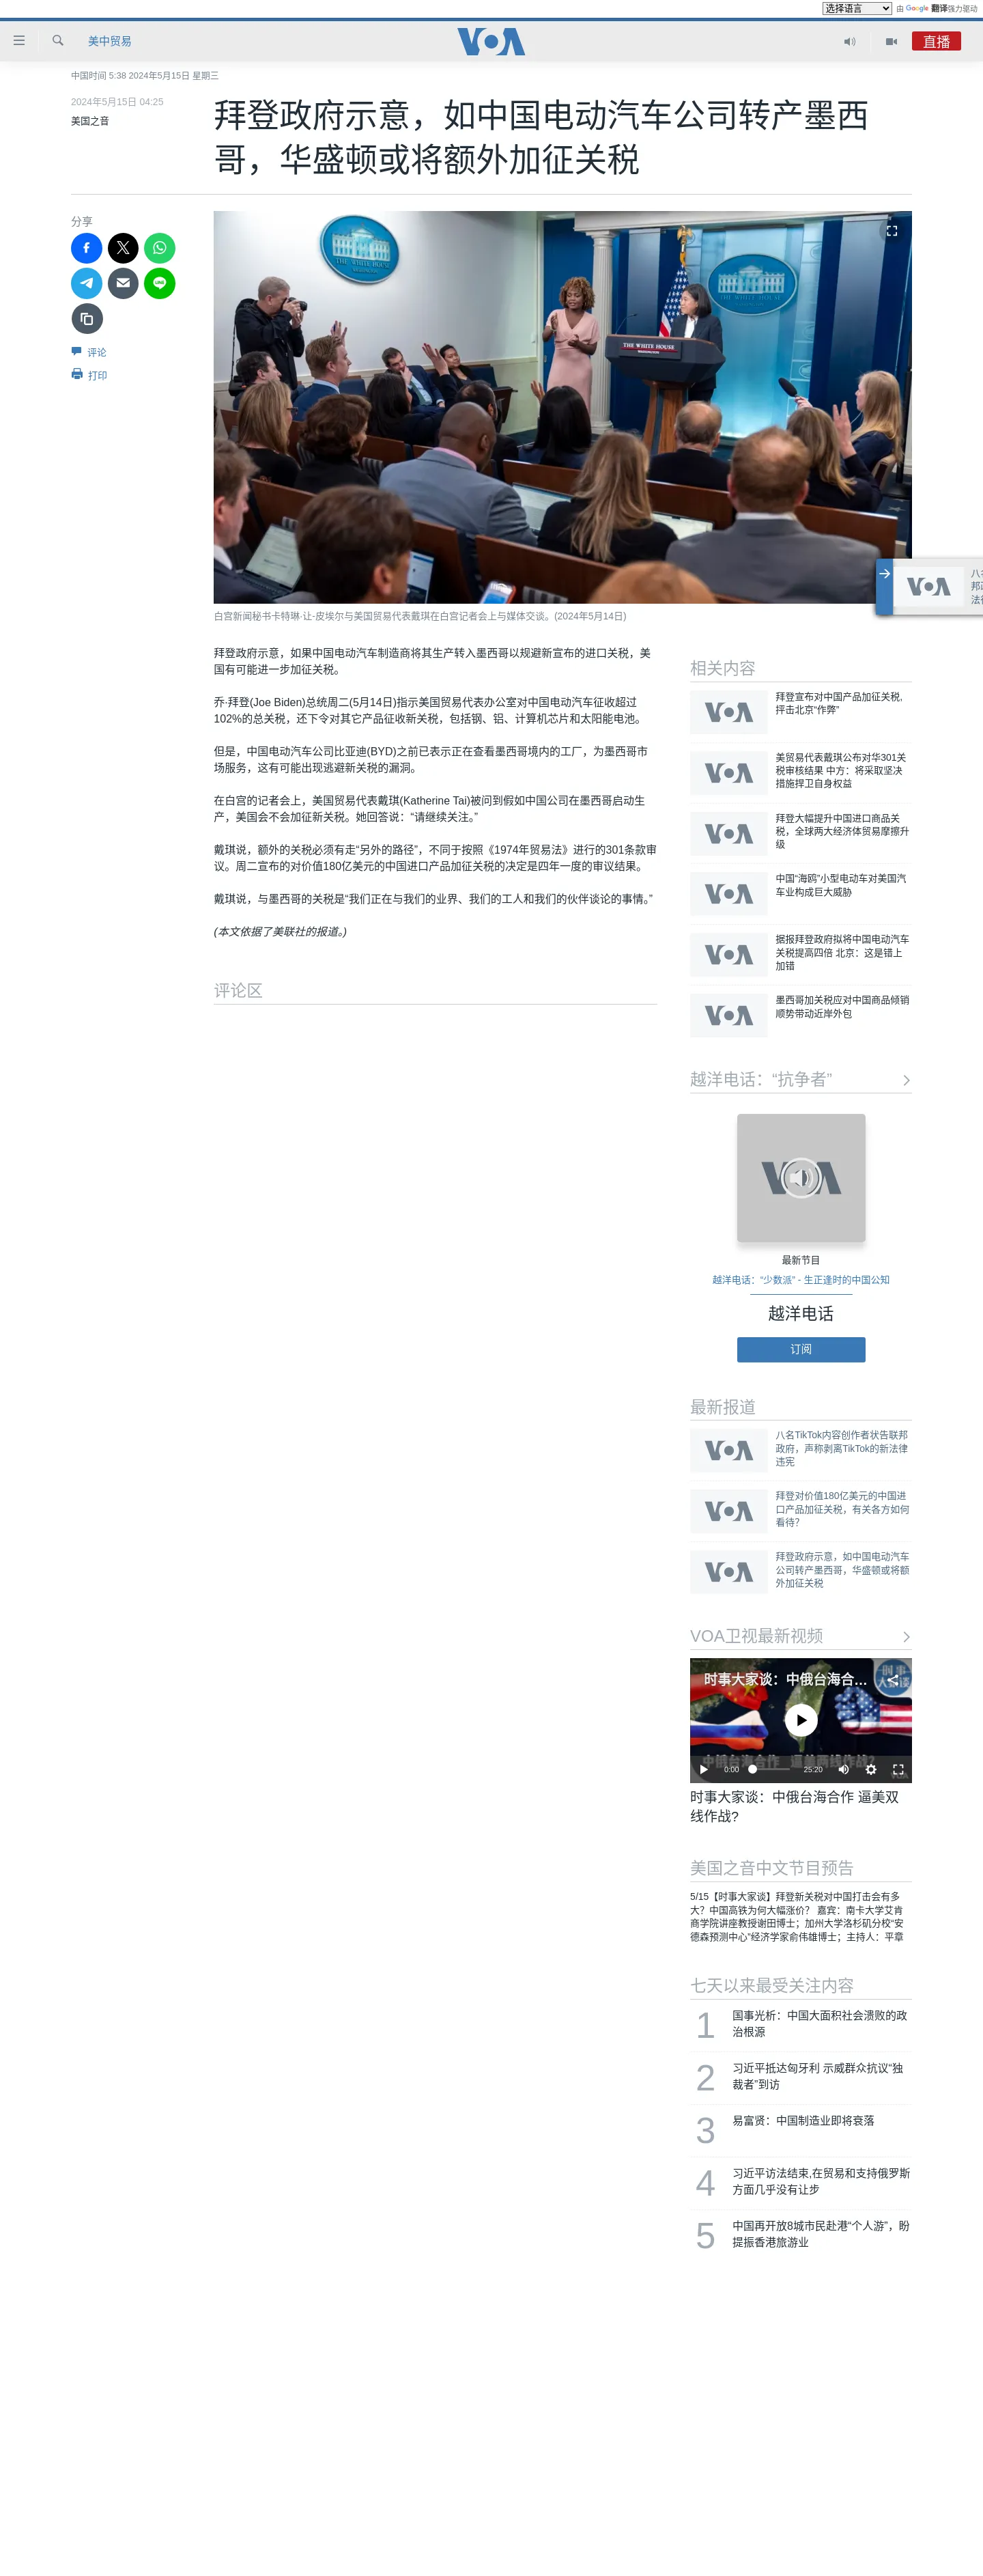 选择语言 由 Google 翻译强力驱动
美中贸易
VOA
直播
中国时间 5:38 2024年5月15日 星期三
2024年5月15日 04:25
美国之音
拜登政府示意，如中国电动汽车公司转产墨西
哥，华盛顿或将额外加征关税
分享
评论
打印
THE WHITE HOUSE
WASHINGTON
白宫新闻秘书卡特琳·让-皮埃尔与美国贸易代表戴琪在白宫记者会上与媒体交谈。(2024年5月14日)
拜登政府示意，如果中国电动汽车制造商将其生产转入墨西哥以规避新宣布的进口关税，美
国有可能进一步加征关税。
乔·拜登(Joe Biden)总统周二(5月14日)指示美国贸易代表办公室对中国电动汽车征收超过
102%的总关税，还下令对其它产品征收新关税，包括钢、铝、计算机芯片和太阳能电池。
但是，中国电动汽车公司比亚迪(BYD)之前已表示正在查看墨西哥境内的工厂，为墨西哥市
场服务，这有可能出现逃避新关税的漏洞。
在白宫的记者会上，美国贸易代表戴琪(Katherine Tai)被问到假如中国公司在墨西哥启动生
产，美国会不会加征新关税。她回答说：“请继续关注。”
戴琪说，额外的关税必须有走“另外的路径”，不同于按照《1974年贸易法》进行的301条款审
议。周二宣布的对价值180亿美元的中国进口产品加征关税的决定是四年一度的审议结果。
戴琪说，与墨西哥的关税是“我们正在与我们的业界、我们的工人和我们的伙伴谈论的事情。”
(本文依据了美联社的报道。)
评论区
VOA
相关内容
VOA
拜登宣布对中国产品加征关税,
抨击北京“作弊”
VOA
美贸易代表戴琪公布对华301关
税审核结果 中方：将采取坚决
措施捍卫自身权益
VOA
拜登大幅提升中国进口商品关
税，全球两大经济体贸易摩擦升
级
VOA
中国“海鸥”小型电动车对美国汽
车业构成巨大威胁
VOA
据报拜登政府拟将中国电动汽车
关税提高四倍 北京：这是错上
加错
VOA
墨西哥加关税应对中国商品倾销
顺势带动近岸外包
越洋电话：“抗争者”
最新节目
越洋电话：“少数派” - 生正逢时的中国公知
越洋电话
订阅
最新报道
VOA
八名TikTok内容创作者状告联邦
政府，声称剥离TikTok的新法律
违宪
VOA
拜登对价值180亿美元的中国进
口产品加征关税，有关各方如何
看待？
VOA
拜登政府示意，如中国电动汽车
公司转产墨西哥，华盛顿或将额
外加征关税
VOA卫视最新视频
时事大家谈：中俄台海合…
中俄台海合作 逼美两线作战?
0:00 25:20
时事大家谈：中俄台海合作 逼美双
线作战?
美国之音中文节目预告
5/15【时事大家谈】拜登新关税对中国打击会有多
大？中国高铁为何大幅涨价？ 嘉宾：南卡大学艾肯
商学院讲座教授谢田博士；加州大学洛杉矶分校“安
德森预测中心”经济学家俞伟雄博士；主持人：平章
七天以来最受关注内容
1 国事光析：中国大面积社会溃败的政
治根源
2 习近平抵达匈牙利 示威群众抗议“独
裁者”到访
3 易富贤：中国制造业即将衰落
4 习近平访法结束,在贸易和支持俄罗斯
方面几乎没有让步
5 中国再开放8城市民赴港“个人游”，盼
提振香港旅游业